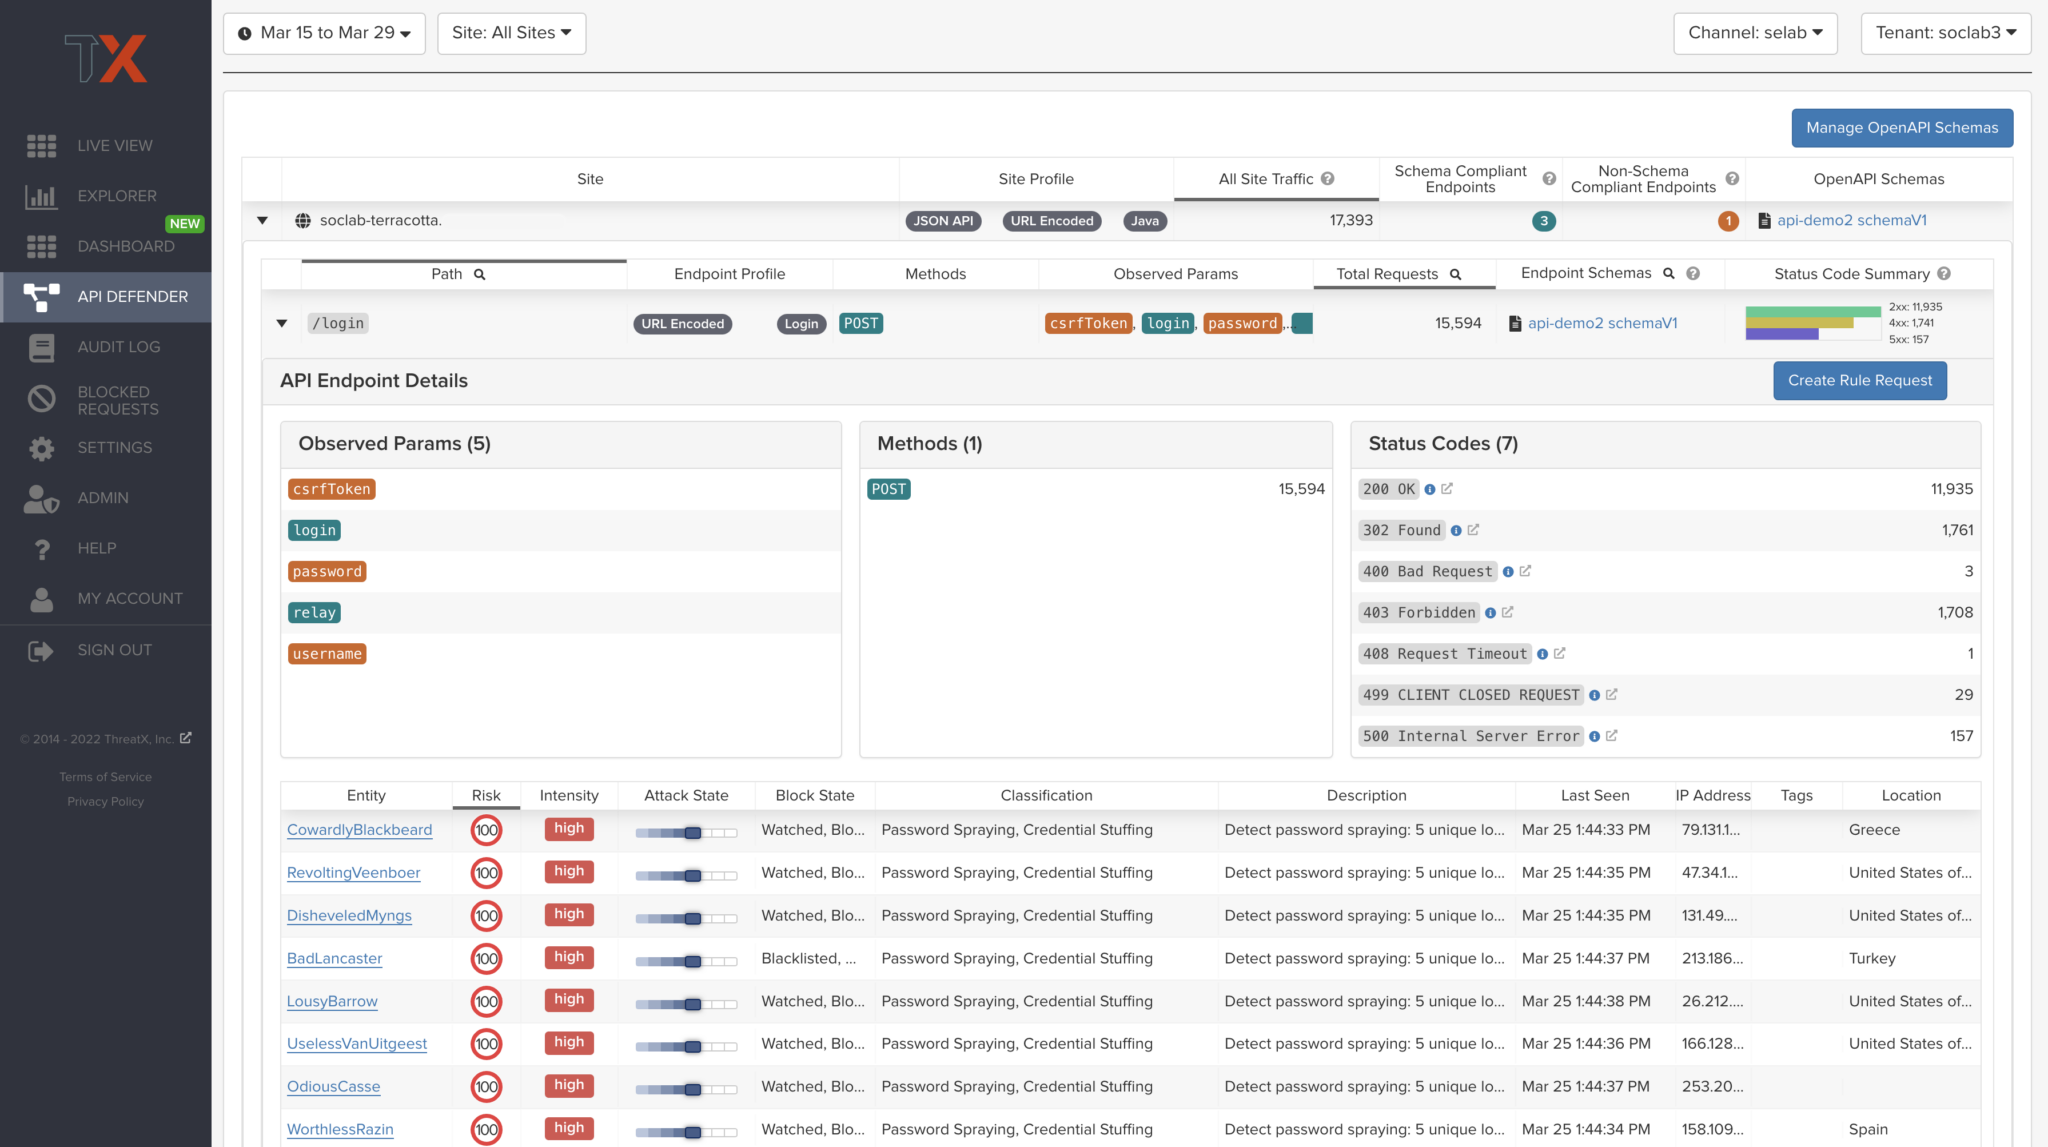 TX
Mar 15 to Mar 29
Site: All Sites
Channel: selab
Tenant: soclab3
LIVE VIEW
EXPLORER
NEW
DASHBOARD
API DEFENDER
AUDIT LOG
BLOCKED
REQUESTS
SETTINGS
ADMIN
HELP
MY ACCOUNT
SIGN OUT
© 2014 - 2022 ThreatX, Inc.
Terms of Service
Privacy Policy
Manage OpenAPI Schemas
Site Site Profile All Site Traffic Schema Compliant Endpoints Non-Schema Compliant Endpoints OpenAPI Schemas
soclab-terracotta. JSON API URL Encoded Java 17,393 3 1 api-demo2 schemaV1
Path Endpoint Profile Methods Observed Params Total Requests Endpoint Schemas Status Code Summary
/login URL Encoded Login POST csrfToken, login, password,... 15,594 api-demo2 schemaV1
2xx: 11,935
4xx: 1,741
5xx: 157
API Endpoint Details
Create Rule Request
Observed Params (5)
csrfToken
login
password
relay
username
Methods (1)
POST 15,594
Status Codes (7)
200 OK 11,935
302 Found 1,761
400 Bad Request 3
403 Forbidden 1,708
408 Request Timeout 1
499 CLIENT CLOSED REQUEST 29
500 Internal Server Error 157
Entity Risk Intensity Attack State Block State Classification Description Last Seen IP Address Tags Location
CowardlyBlackbeard 100 high Watched, Blo... Password Spraying, Credential Stuffing Detect password spraying: 5 unique lo... Mar 25 1:44:33 PM 79.131.1... Greece
RevoltingVeenboer 100 high Watched, Blo... Password Spraying, Credential Stuffing Detect password spraying: 5 unique lo... Mar 25 1:44:35 PM 47.34.1... United States of...
DisheveledMyngs 100 high Watched, Blo... Password Spraying, Credential Stuffing Detect password spraying: 5 unique lo... Mar 25 1:44:35 PM 131.49.... United States of...
BadLancaster 100 high Blacklisted, ... Password Spraying, Credential Stuffing Detect password spraying: 5 unique lo... Mar 25 1:44:37 PM 213.186... Turkey
LousyBarrow 100 high Watched, Blo... Password Spraying, Credential Stuffing Detect password spraying: 5 unique lo... Mar 25 1:44:38 PM 26.212.... United States of...
UselessVanUitgeest 100 high Watched, Blo... Password Spraying, Credential Stuffing Detect password spraying: 5 unique lo... Mar 25 1:44:36 PM 166.128... United States of...
OdiousCasse 100 high Watched, Blo... Password Spraying, Credential Stuffing Detect password spraying: 5 unique lo... Mar 25 1:44:37 PM 253.20...
WorthlessRazin 100 high Watched, Blo... Password Spraying, Credential Stuffing Detect password spraying: 5 unique lo... Mar 25 1:44:34 PM 158.109... Spain